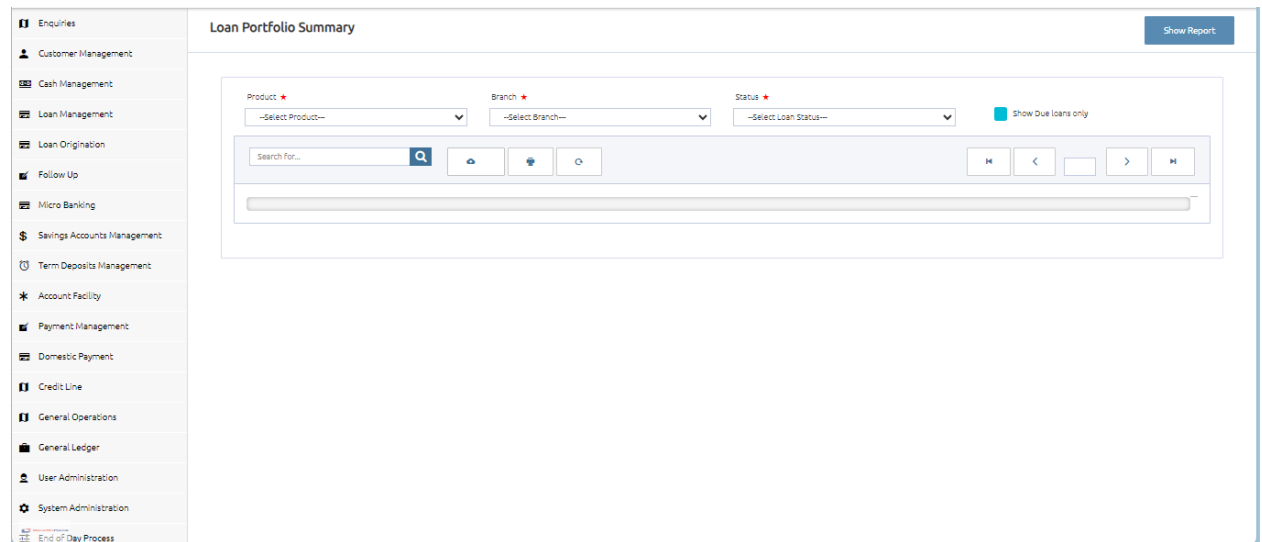 Enquiries
Customer Management
Cash Management
Loan Management
Loan Origination
Follow Up
Micro Banking
Savings Accounts Management
Term Deposits Management
Account Facility
Payment Management
Domestic Payment
Credit Line
General Operations
General Ledger
User Administration
System Administration
End of Day Process
Loan Portfolio Summary
Show Report
Product ★ Branch ★ Status ★
--Select Product--- --Select Branch--- --Select Loan Status--- Show Due loans only
Search for...